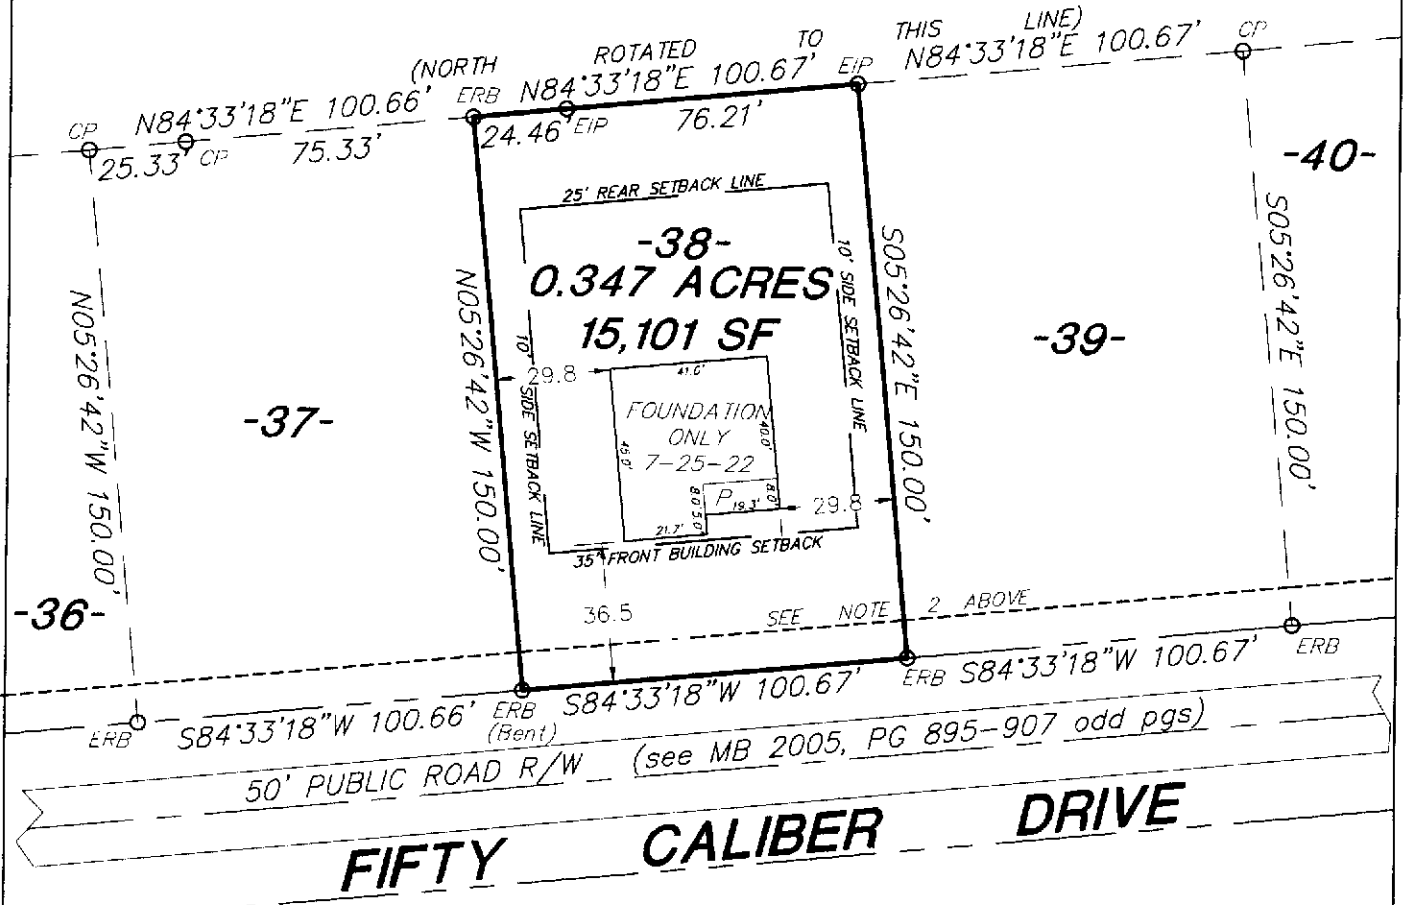 (NORTH ROTATED TO THIS LINE)
CP N84°33'18"E 100.66' ERB N84°33'18"E 100.67' EIP N84°33'18"E 100.67' CP
25.33' CP 75.33' 24.46' EIP 76.21'
-40-
25' REAR SETBACK LINE
-38-
0.347 ACRES
15,101 SF
N05°26'42"W 150.00'
N05°26'42"W 150.00'
10' SIDE SETBACK LINE
10' SIDE SETBACK LINE
S05°26'42"E 150.00'
S05°26'42"E 150.00'
-37-
-39-
29.8
41.0'
FOUNDATION
ONLY
7-25-22
45.0'
40.0'
8.0'
5.0'
P
19.3'
8.0'
29.8
21.7'
35' FRONT BUILDING SETBACK
-36-
36.5
SEE NOTE 2 ABOVE
ERB S84°33'18"W 100.66' ERB S84°33'18"W 100.67' ERB S84°33'18"W 100.67' ERB
(Bent)
50' PUBLIC ROAD R/W (see MB 2005, PG 895-907 odd pgs)
FIFTY CALIBER DRIVE